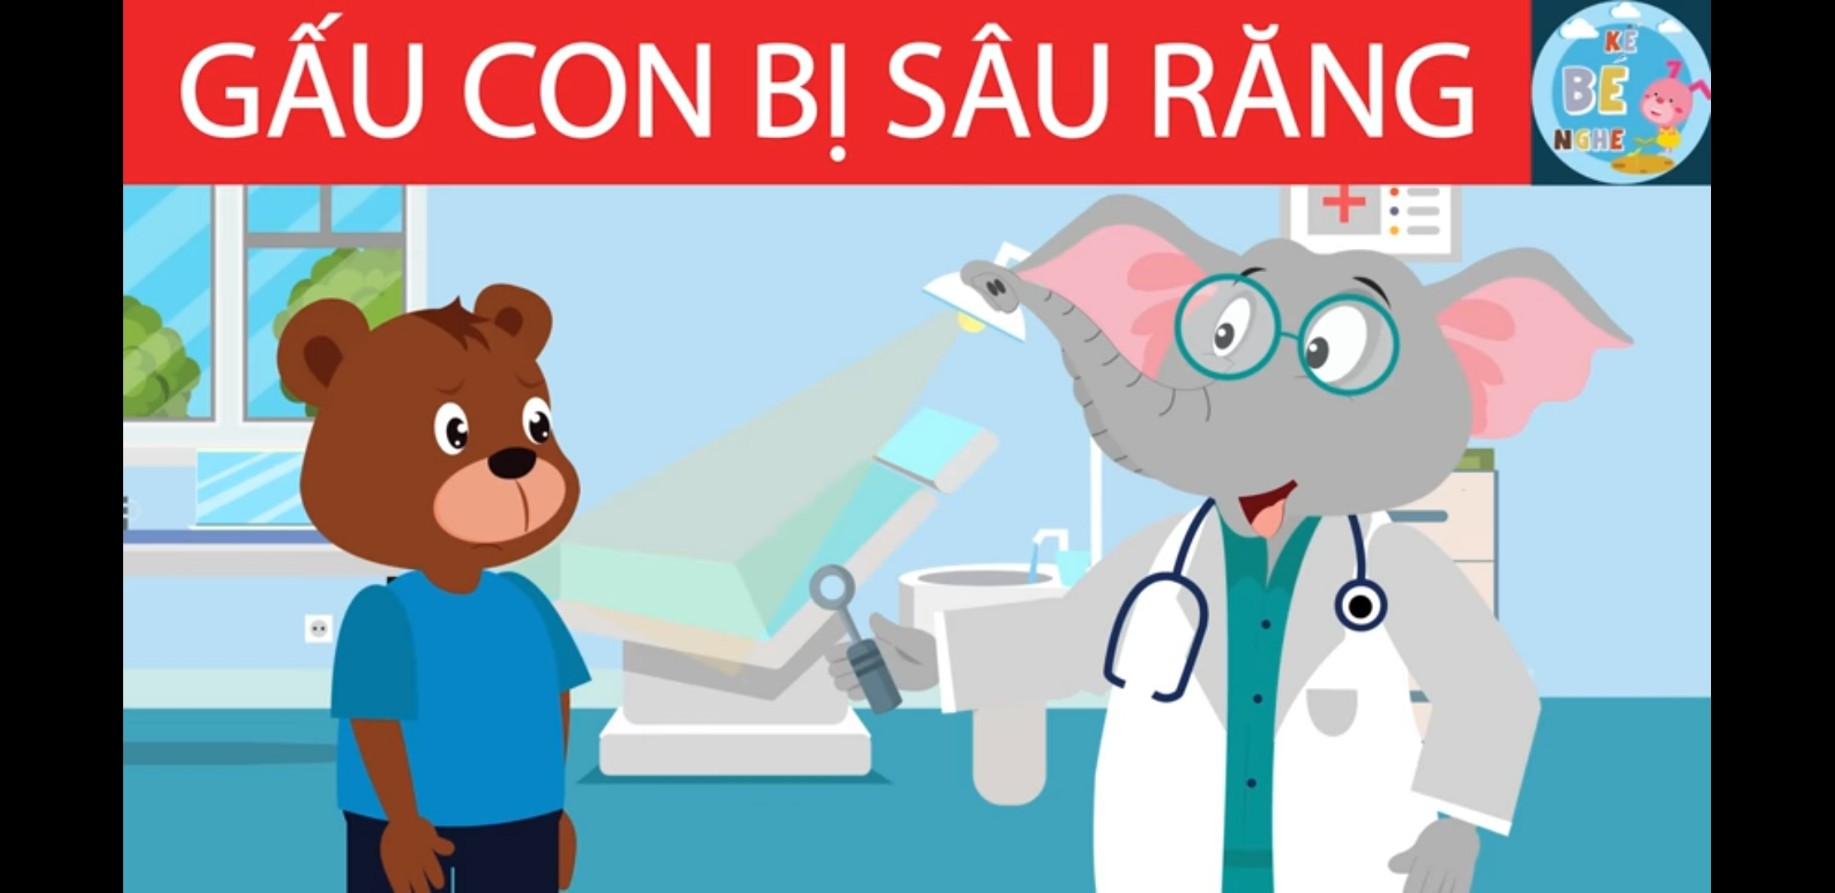 GẤU CON BỊ SÂU RĂNG
KỂ
BÉ
NGHE